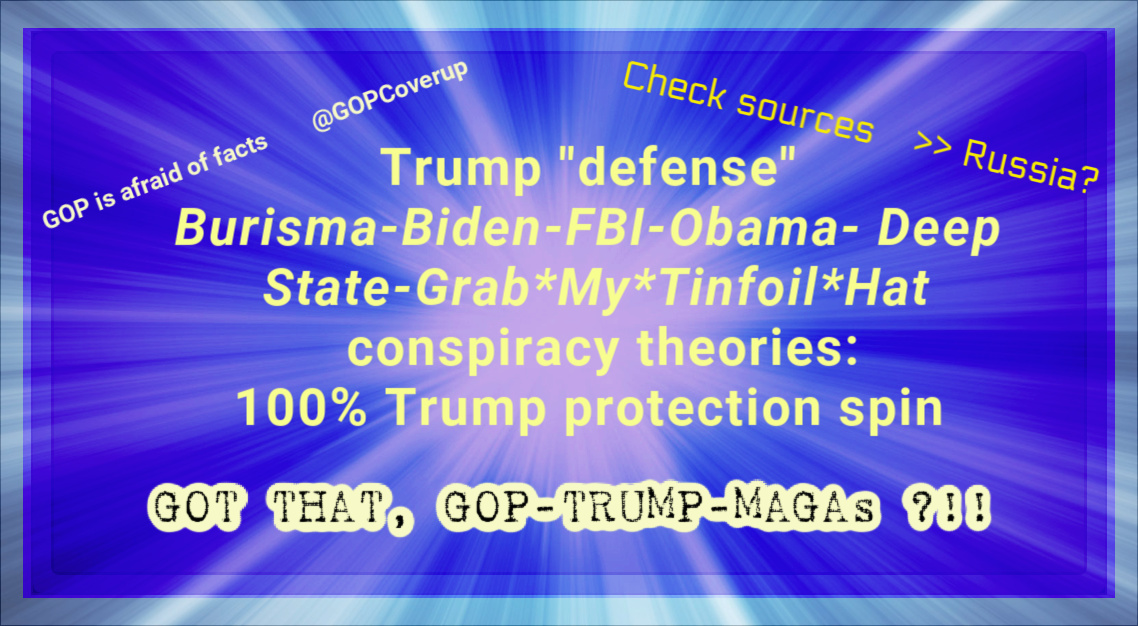 GOP is afraid of facts
@GOPCoverup
Check sources
>> Russia?
Trump "defense"
Burisma-Biden-FBI-Obama- Deep
State-Grab*My*Tinfoil*Hat
conspiracy theories:
100% Trump protection spin
GOT THAT, GOP-TRUMP-MAGAs ?!!